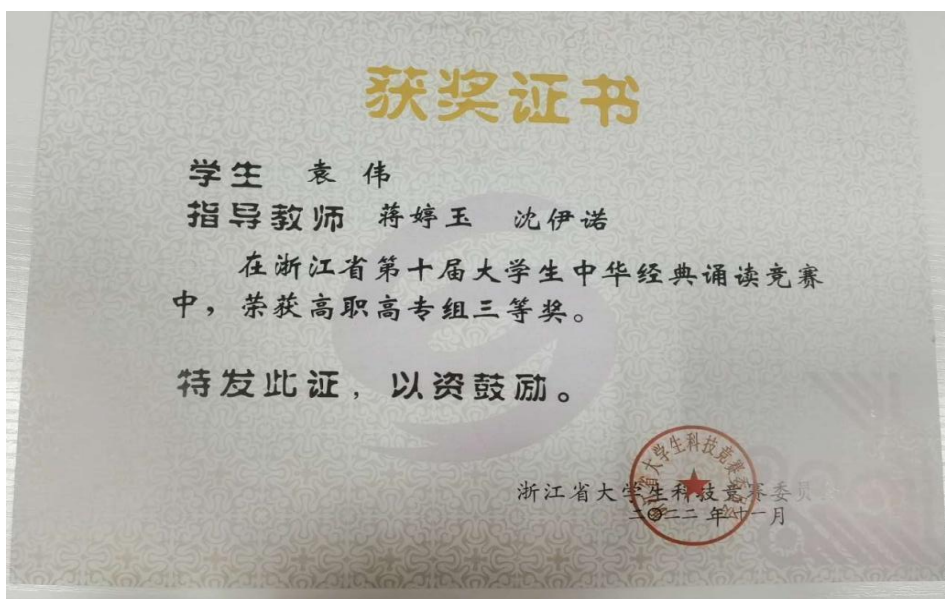 获奖证书
学生 袁伟
指导教师 蒋婷玉 沈伊诺
在浙江省第十届大学生中华经典诵读竞赛
中，荣获高职高专组三等奖。
特发此证，以资鼓励。
浙江省大学生科技竞赛委员会
二〇二二年十一月